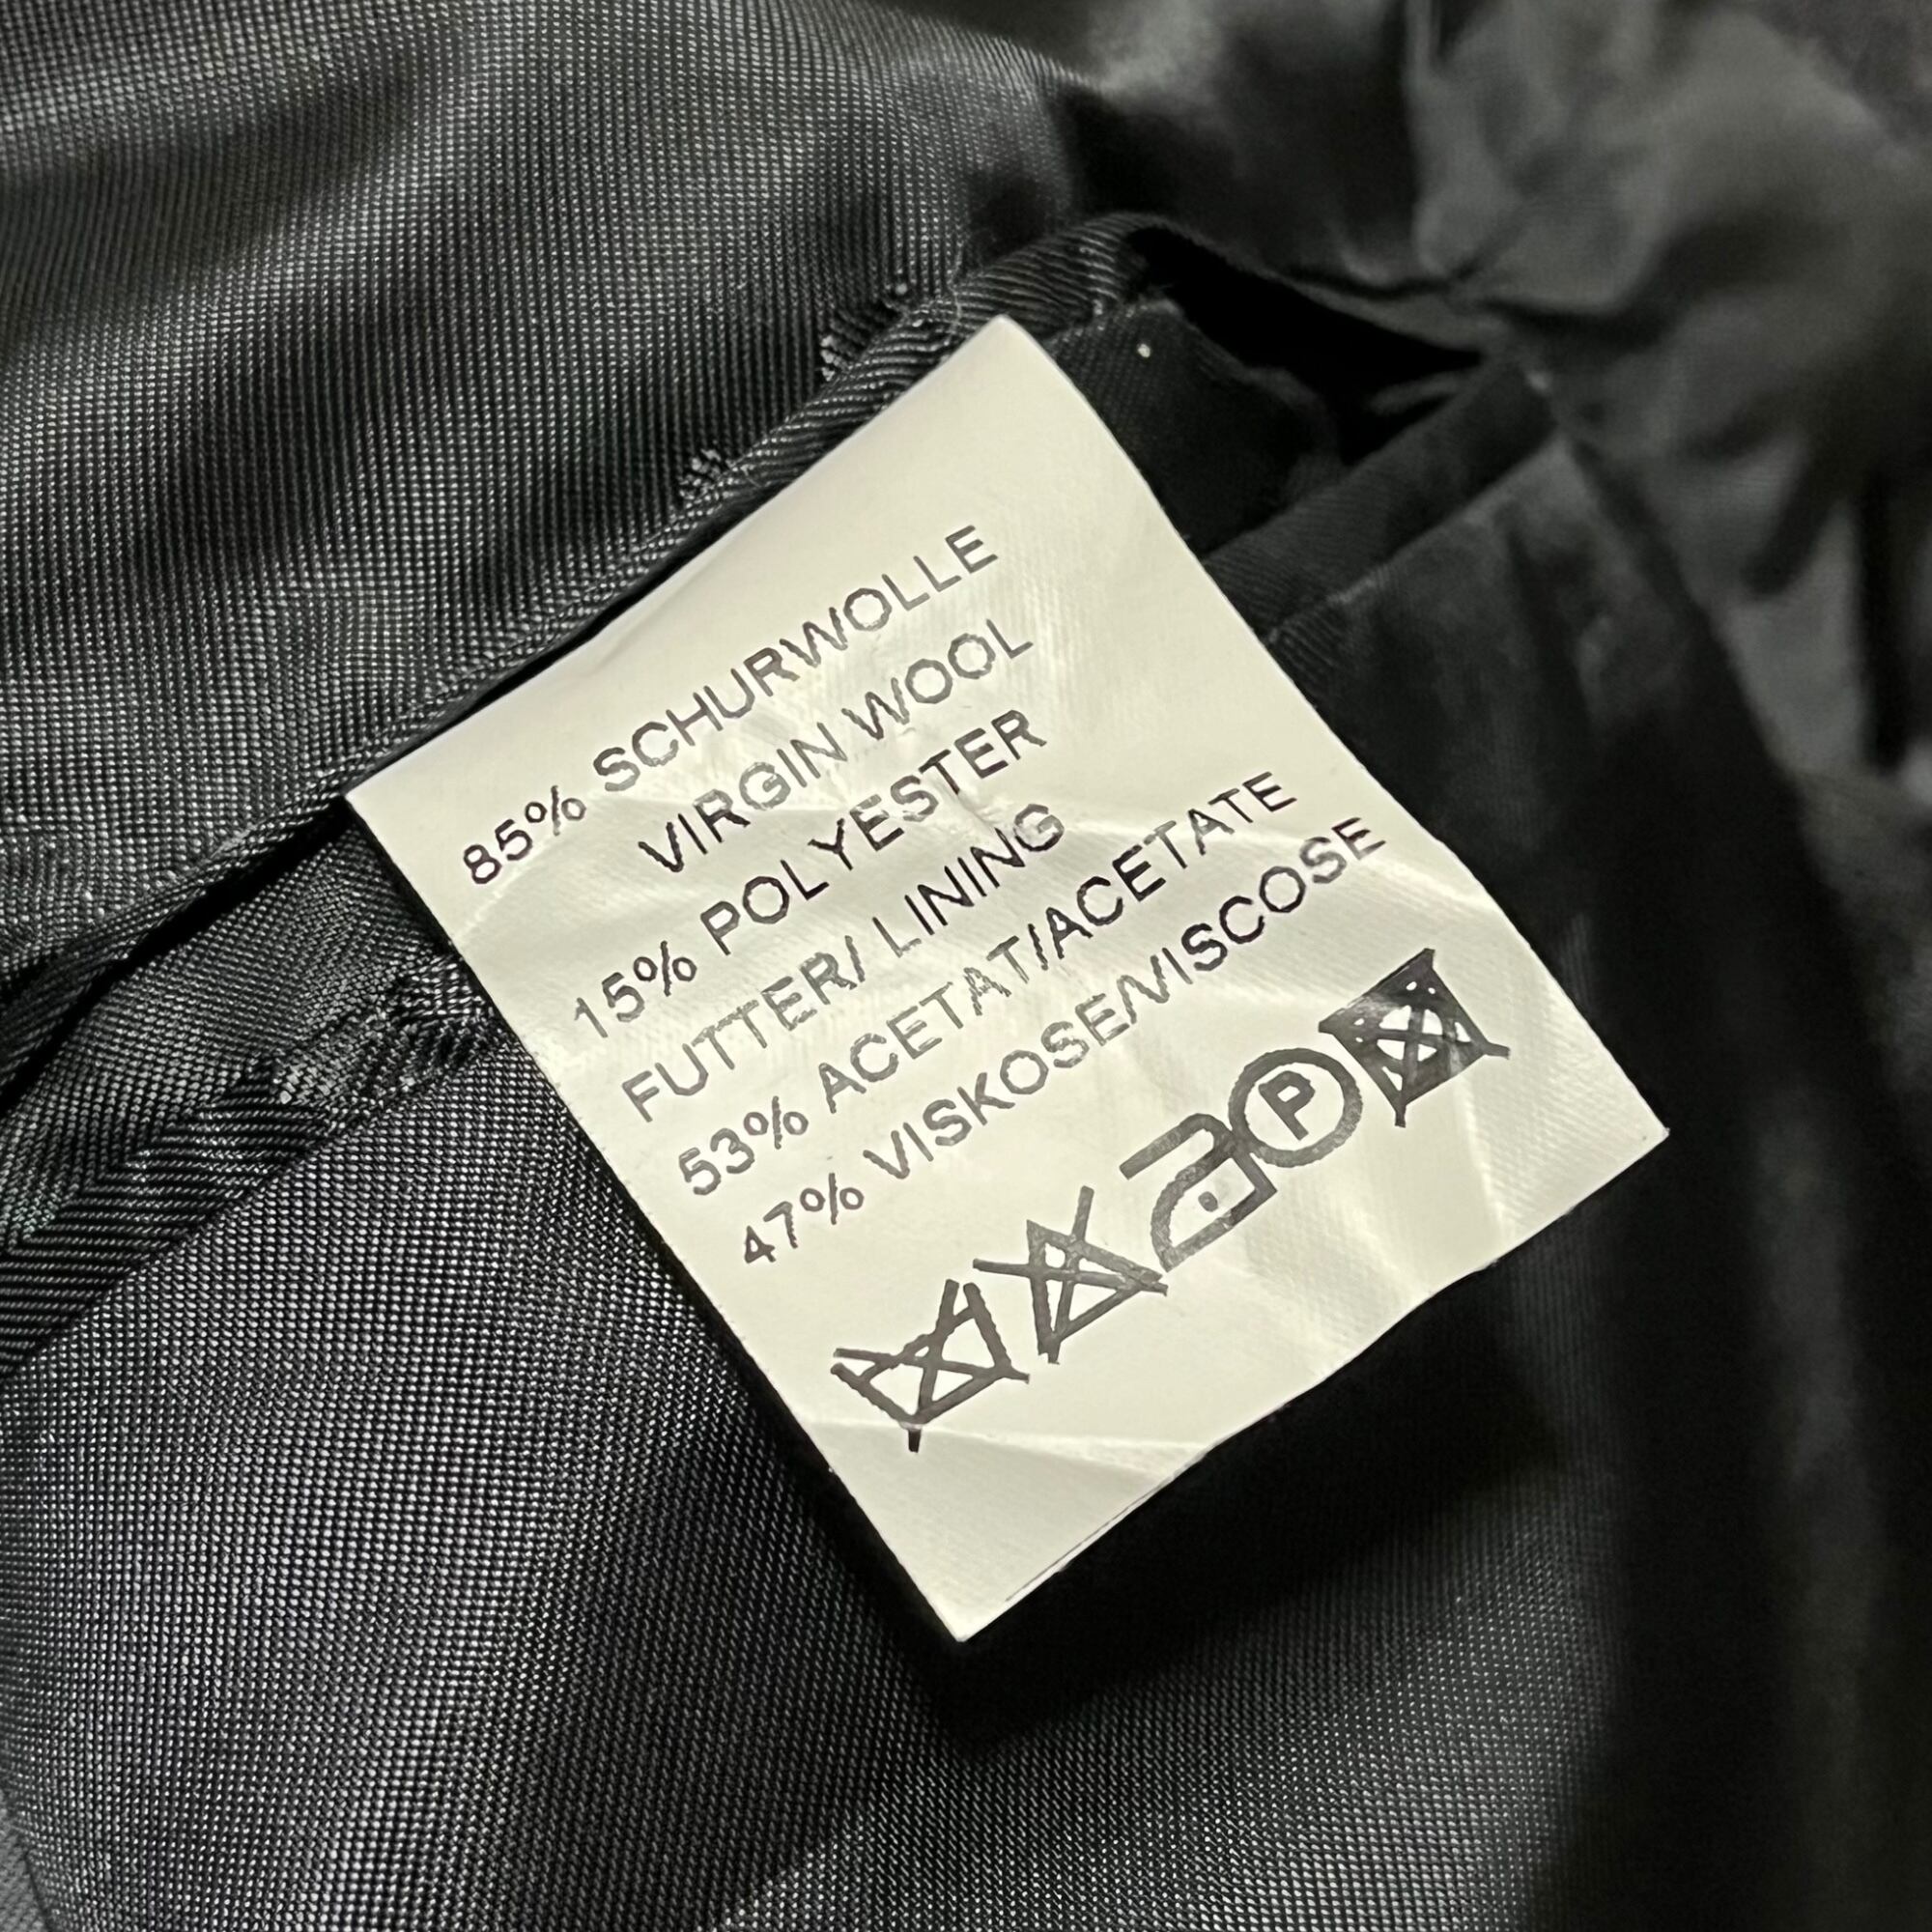 85% SCHURWOLLE
VIRGIN WOOL
15% POLYESTER
FUTTER/ LINING
53% ACETAT/ACETATE
47% VISKOSE/VISCOSE
P